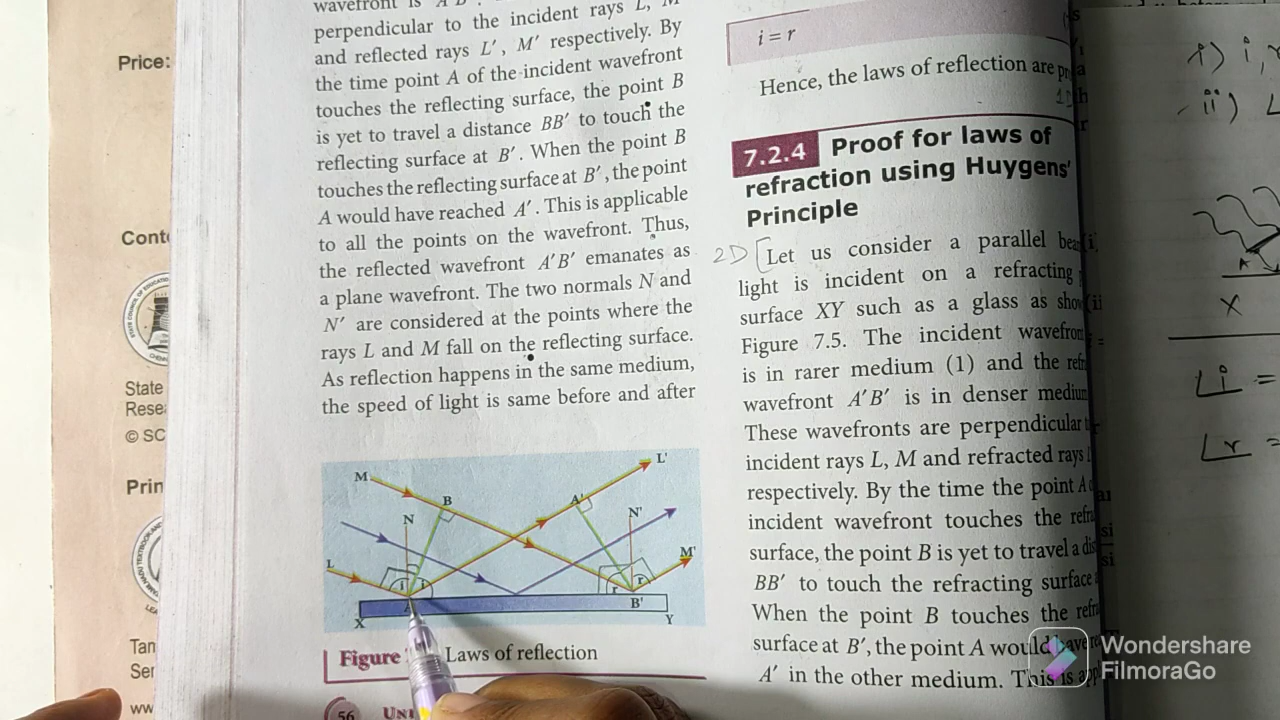 Price:
State
Rese
© SC
Prin
Tan
Ser
ww
wavefront is
perpendicular to the incident rays L, M
and reflected rays L′, M′ respectively. By
the time point A of the incident wavefront
touches the reflecting surface, the point B
is yet to travel a distance BB′ to touch the
reflecting surface at B′. When the point B
touches the reflecting surface at B′, the point
A would have reached A′. This is applicable
to all the points on the wavefront. Thus,
the reflected wavefront A′B′ emanates as
a plane wavefront. The two normals N and
N′ are considered at the points where the
rays L and M fall on the reflecting surface.
As reflection happens in the same medium,
the speed of light is same before and after
M
B
A'
L'
N
N'
L
M'
i
r
r
B'
X
Y
Figure
Laws of reflection
56
i = r
Hence, the laws of reflection are
7.2.4 Proof for laws of
refraction using Huygens'
Principle
2D [Let us consider a parallel
light is incident on a refracting
surface XY such as a glass as
Figure 7.5. The incident
is in rarer medium (1) and the
wavefront A′B′ is in denser
These wavefronts are perpendicular
incident rays L, M and refracted rays
respectively. By the time the point A
incident wavefront touches the
surface, the point B is yet to travel a
BB′ to touch the refracting surface
When the point B touches the
surface at B′, the point A would have
A′ in the other medium. This is
i) i,
ii) L
X
∟i =
∟r =
Wondershare
FilmoraGo